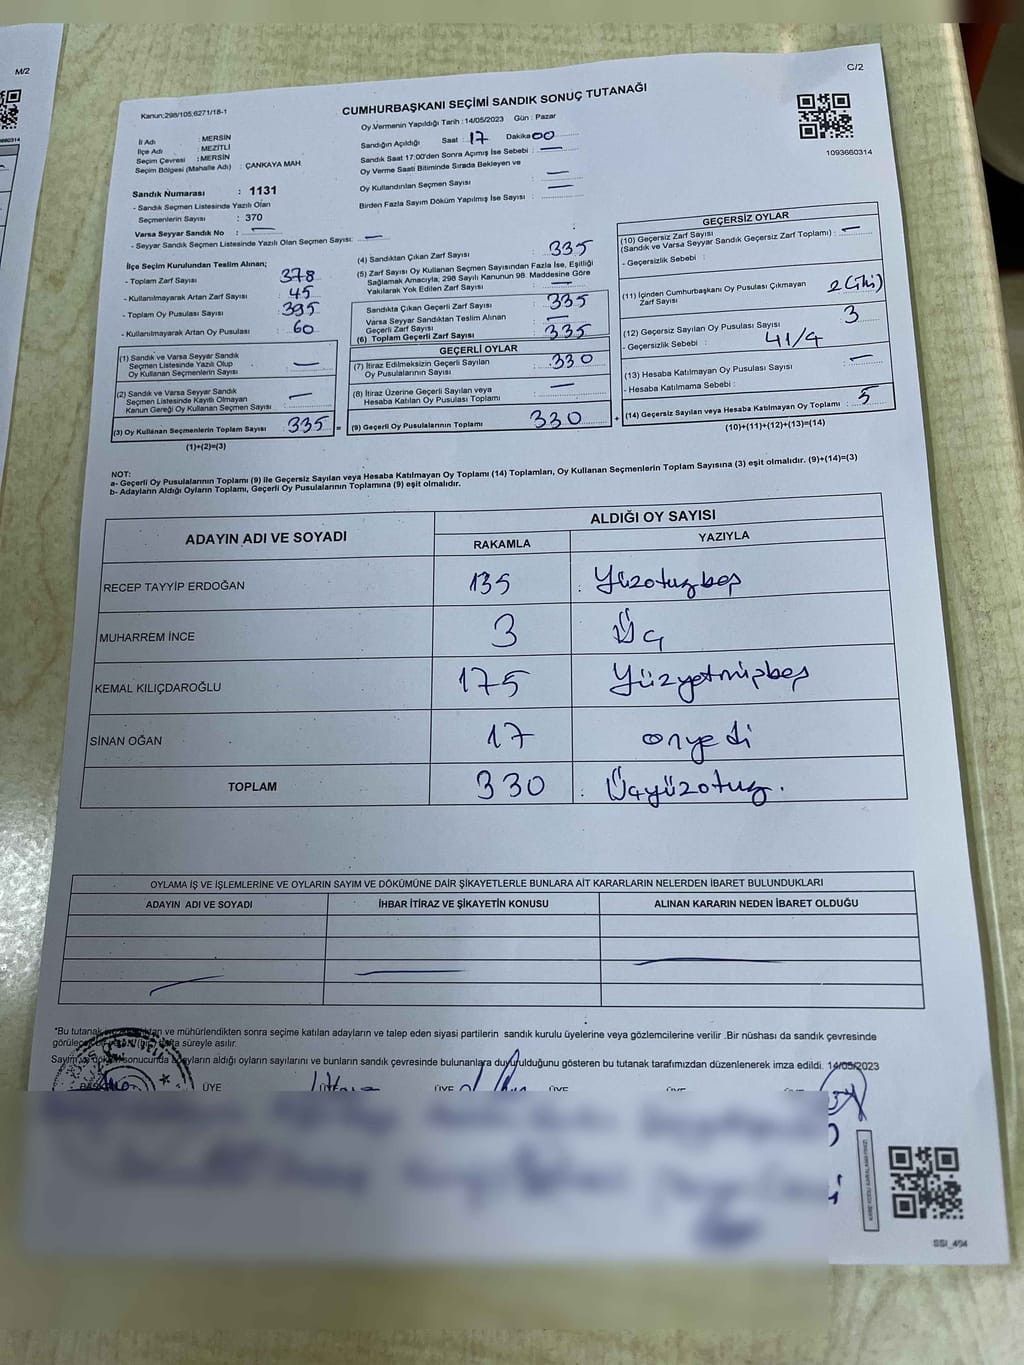 M/2
C/2
Kanun:298/105;6271/18-1
CUMHURBAŞKANI SEÇİMİ SANDIK SONUÇ TUTANAĞI
1093660314
İl Adı : MERSİN
İlçe Adı : MEZİTLİ
Seçim Çevresi : MERSİN
Seçim Bölgesi (Mahalle Adı) : ÇANKAYA MAH.
Oy Vermenin Yapıldığı Tarih : 14/05/2023 Gün : Pazar
Sandığın Açıldığı Saat : 17 Dakika 00
Sandık Saat 17:00'den Sonra Açımış İse Sebebi : —
Oy Verme Saati Bitiminde Sırada Bekleyen ve
Oy Kullandırılan Seçmen Sayısı : —
Birden Fazla Sayım Döküm Yapılmış İse Sayısı : —
Sandık Numarası : 1131
- Sandık Seçmen Listesinde Yazılı Olan
Seçmenlerin Sayısı : 370
Varsa Seyyar Sandık No : —
- Seyyar Sandık Seçmen Listesinde Yazılı Olan Seçmen Sayısı: —
İlçe Seçim Kurulundan Teslim Alınan;
- Toplam Zarf Sayısı : 378
- Kullanılmayarak Artan Zarf Sayısı : 45
- Toplam Oy Pusulası Sayısı : 395
- Kullanılmayarak Artan Oy Pusulası : 60
(1) Sandık ve Varsa Seyyar Sandık
Seçmen Listesinde Yazılı Olup
Oy Kullanan Seçmenlerin Sayısı : —
(2) Sandık ve Varsa Seyyar Sandık
Seçmen Listesinde Kayıtlı Olmayan
Kanun Gereği Oy Kullanan Seçmen Sayısı : —
(3) Oy Kullanan Seçmenlerin Toplam Sayısı : 335 =
(1)+(2)=(3)
(4) Sandıktan Çıkan Zarf Sayısı : 335
(5) Zarf Sayısı Oy Kullanan Seçmen Sayısından Fazla İse, Eşitliği
Sağlamak Amacıyla; 298 Sayılı Kanunun 98. Maddesine Göre
Yakılarak Yok Edilen Zarf Sayısı : —
Sandıkta Çıkan Geçerli Zarf Sayısı : 335
Varsa Seyyar Sandıktan Teslim Alınan
Geçerli Zarf Sayısı : —
(6) Toplam Geçerli Zarf Sayısı : 335
GEÇERLİ OYLAR
(7) İtiraz Edilmeksizin Geçerli Sayılan
Oy Pusulalarının Sayısı : 330
(8) İtiraz Üzerine Geçerli Sayılan veya
Hesaba Katılan Oy Pusulası Toplamı : —
(9) Geçerli Oy Pusulalarının Toplamı : 330 +
GEÇERSİZ OYLAR
(10) Geçersiz Zarf Sayısı
(Sandık ve Varsa Seyyar Sandık Geçersiz Zarf Toplamı) : —
- Geçersizlik Sebebi :
(11) İçinden Cumhurbaşkanı Oy Pusulası Çıkmayan
Zarf Sayısı : 2 (iki)
(12) Geçersiz Sayılan Oy Pusulası Sayısı : 3
- Geçersizlik Sebebi : 41/4
(13) Hesaba Katılmayan Oy Pusulası Sayısı : —
- Hesaba Katılmama Sebebi :
(14) Geçersiz Sayılan veya Hesaba Katılmayan Oy Toplamı : 5
(10)+(11)+(12)+(13)=(14)
NOT:
a- Geçerli Oy Pusulalarının Toplamı (9) ile Geçersiz Sayılan veya Hesaba Katılmayan Oy Toplamı (14) Toplamları, Oy Kullanan Seçmenlerin Toplam Sayısına (3) eşit olmalıdır. (9)+(14)=(3)
b- Adayların Aldığı Oyların Toplamı, Geçerli Oy Pusulalarının Toplamına (9) eşit olmalıdır.
ADAYIN ADI VE SOYADI
ALDIĞI OY SAYISI
RAKAMLA YAZIYLA
RECEP TAYYİP ERDOĞAN 135 Yüzotuzbeş
MUHARREM İNCE 3 Üç
KEMAL KILIÇDAROĞLU 175 Yüzyetmişbeş
SİNAN OĞAN 17 onyedi
TOPLAM 330 Üçyüzotuz.
OYLAMA İŞ VE İŞLEMLERİNE VE OYLARIN SAYIM VE DÖKÜMÜNE DAİR ŞİKAYETLERLE BUNLARA AİT KARARLARIN NELERDEN İBARET BULUNDUKLARI
ADAYIN ADI VE SOYADI İHBAR İTİRAZ VE ŞİKAYETİN KONUSU ALINAN KARARIN NEDEN İBARET OLDUĞU
*Bu tutanak ve mühürlendikten sonra seçime katılan adayların ve talep eden siyasi partilerin sandık kurulu üyelerine veya gözlemcilerine verilir .Bir nüshası da sandık çevresinde
hafta süreyle asılır.
Sayım sonucunda adayların aldığı oyların sayılarını ve bunların sandık çevresinde bulunanlara duyurulduğunu gösteren bu tutanak tarafımızdan düzenlenerek imza edildi. 14/05/2023
BAŞKAN ÜYE ÜYE ÜYE ÜYE
SSI_404